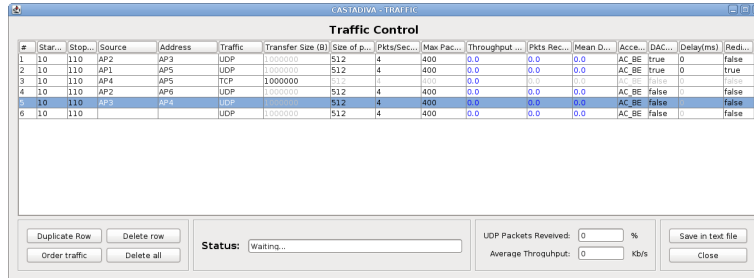 CASTADIVA - TRAFFIC
Traffic Control
# Star... Stop... Source Address Traffic Transfer Size (B) Size of p... Pkts/Sec... Max Pac... Throughput ... Pkts Rec... Mean D... Acce... DAC... Delay(ms) Redi...
1 10 110 AP2 AP3 UDP 1000000 512 4 400 0.0 0.0 0.0 AC_BE true 0 false
2 10 110 AP1 AP5 UDP 1000000 512 4 400 0.0 0.0 0.0 AC_BE true 0 true
3 10 110 AP4 AP5 TCP 1000000 512 4 400 0.0 0.0 0.0 AC_BE false 0 false
4 10 110 AP2 AP6 UDP 1000000 512 4 400 0.0 0.0 0.0 AC_BE false 0 false
5 10 110 AP3 AP4 UDP 1000000 512 4 400 0.0 0.0 0.0 AC_BE false 0 false
6 10 110 UDP 1000000 512 4 400 0.0 0.0 0.0 AC_BE false 0 false
Duplicate Row Delete row
Order traffic Delete all
Status: Waiting...
UDP Packets Reveived: 0 %
Average Throguhput: 0 Kb/s
Save in text file
Close